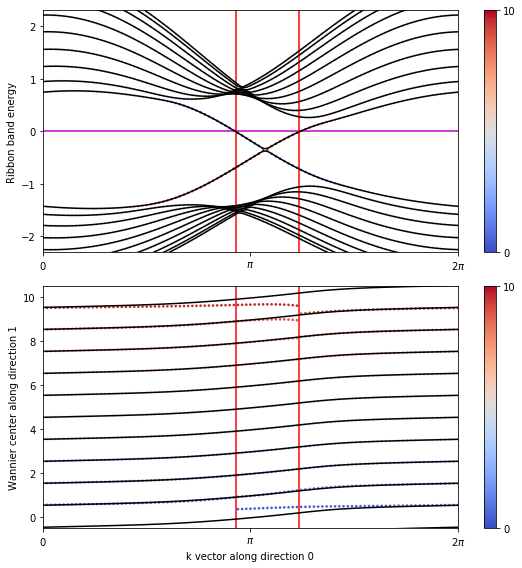 2
1
0
−1
−2
Ribbon band energy
0
π
2π
10
0
10
8
6
4
2
0
Wannier center along direction 1
0
π
2π
k vector along direction 0
10
0